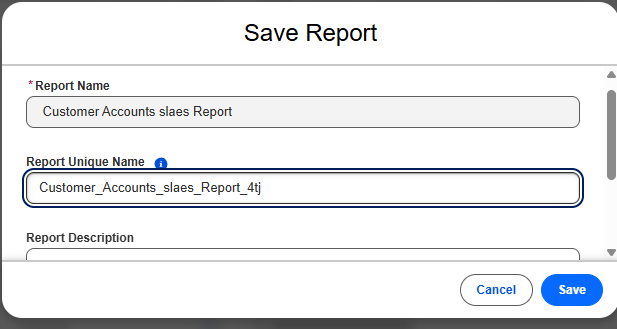 Save Report
* Report Name
Customer Accounts slaes Report
Report Unique Name i
Customer_Accounts_slaes_Report_4tj
Report Description
Cancel Save